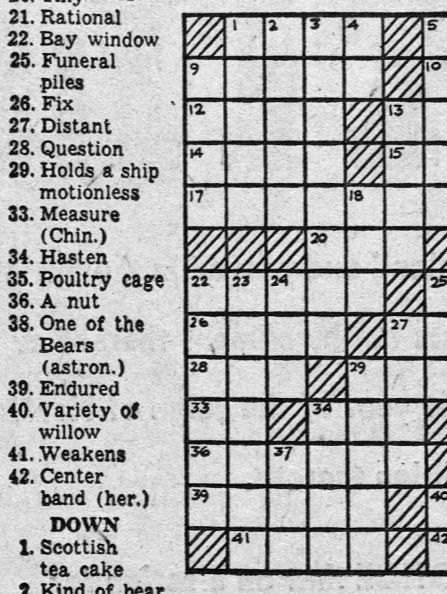 21. Rational
22. Bay window
25. Funeral
piles
26. Fix
27. Distant
28. Question
29. Holds a ship
motionless
33. Measure
(Chin.)
34. Hasten
35. Poultry cage
36. A nut
38. One of the
Bears
(astron.)
39. Endured
40. Variety of
willow
41. Weakens
42. Center
band (her.)
DOWN
1. Scottish
tea cake
2. Kind of bear
1 2 3 4 5
9 10
12 13
14 15
17 18
20
22 23 24 25
26 27
28 29
33 34
36 37
39 40
41 42